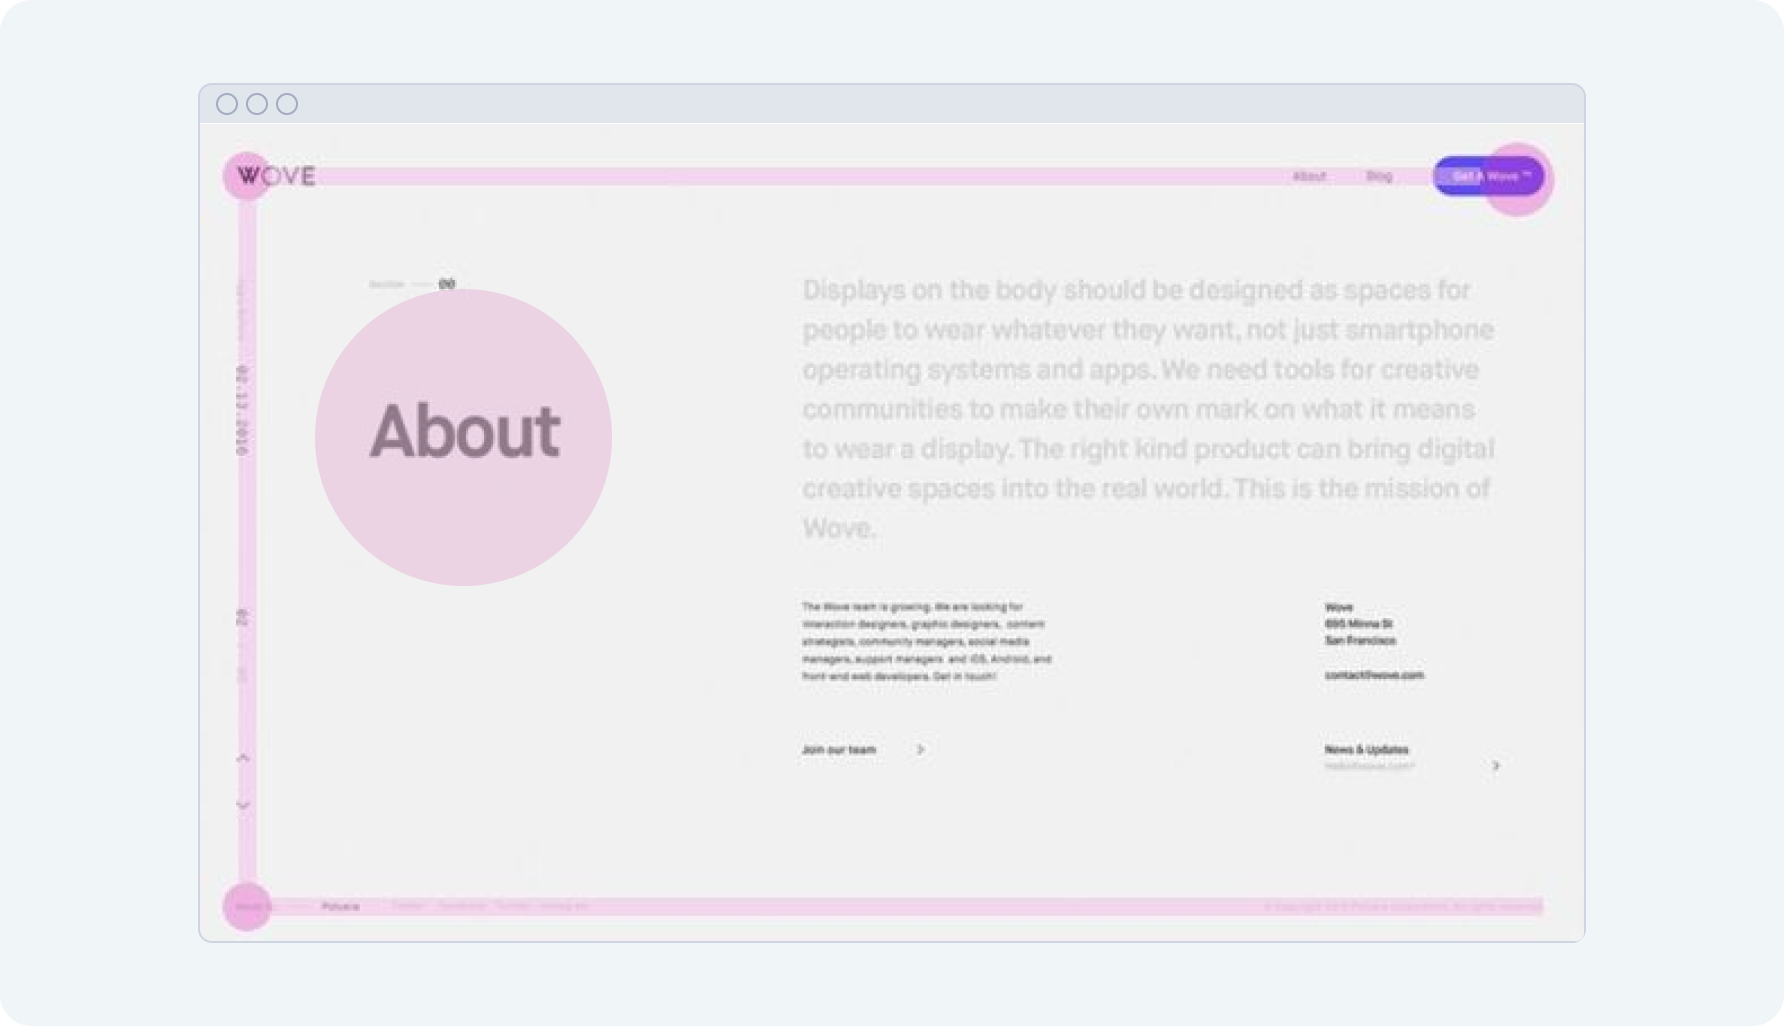 WOVE
About
Blog
Get A Wove ™
00
02.17.2016
02
About
Displays on the body should be designed as spaces for
people to wear whatever they want, not just smartphone
operating systems and apps. We need tools for creative
communities to make their own mark on what it means
to wear a display. The right kind product can bring digital
creative spaces into the real world. This is the mission of
Wove.
The Wove team is growing. We are looking for
interaction designers, graphic designers, content
strategists, community managers, social media
managers, support managers and iOS, Android, and
front-end web developers. Get in touch!
Join our team
Wove
695 Minna St
San Francisco
contact@wove.com
News & Updates
Polyera